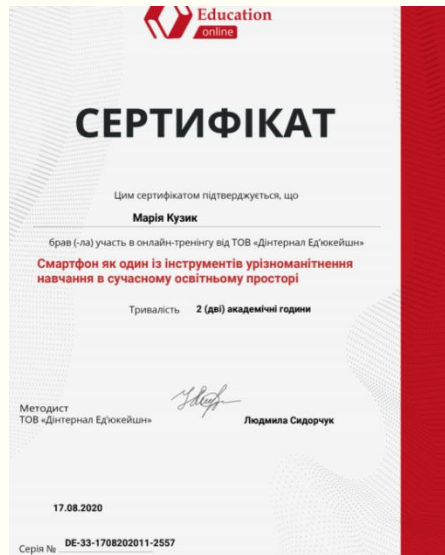 Education
online
СЕРТИФІКАТ
Цим сертифікатом підтверджується, що
Марія Кузик
брав (-ла) участь в онлайн-тренінгу від ТОВ «Дінтернал Ед'юкейшн»
Смартфон як один із інструментів урізноманітнення
навчання в сучасному освітньому просторі
Тривалість 2 (дві) академічні години
Методист
ТОВ «Дінтернал Ед'юкейшн»
Людмила Сидорчук
17.08.2020
Серія № DE-33-1708202011-2557